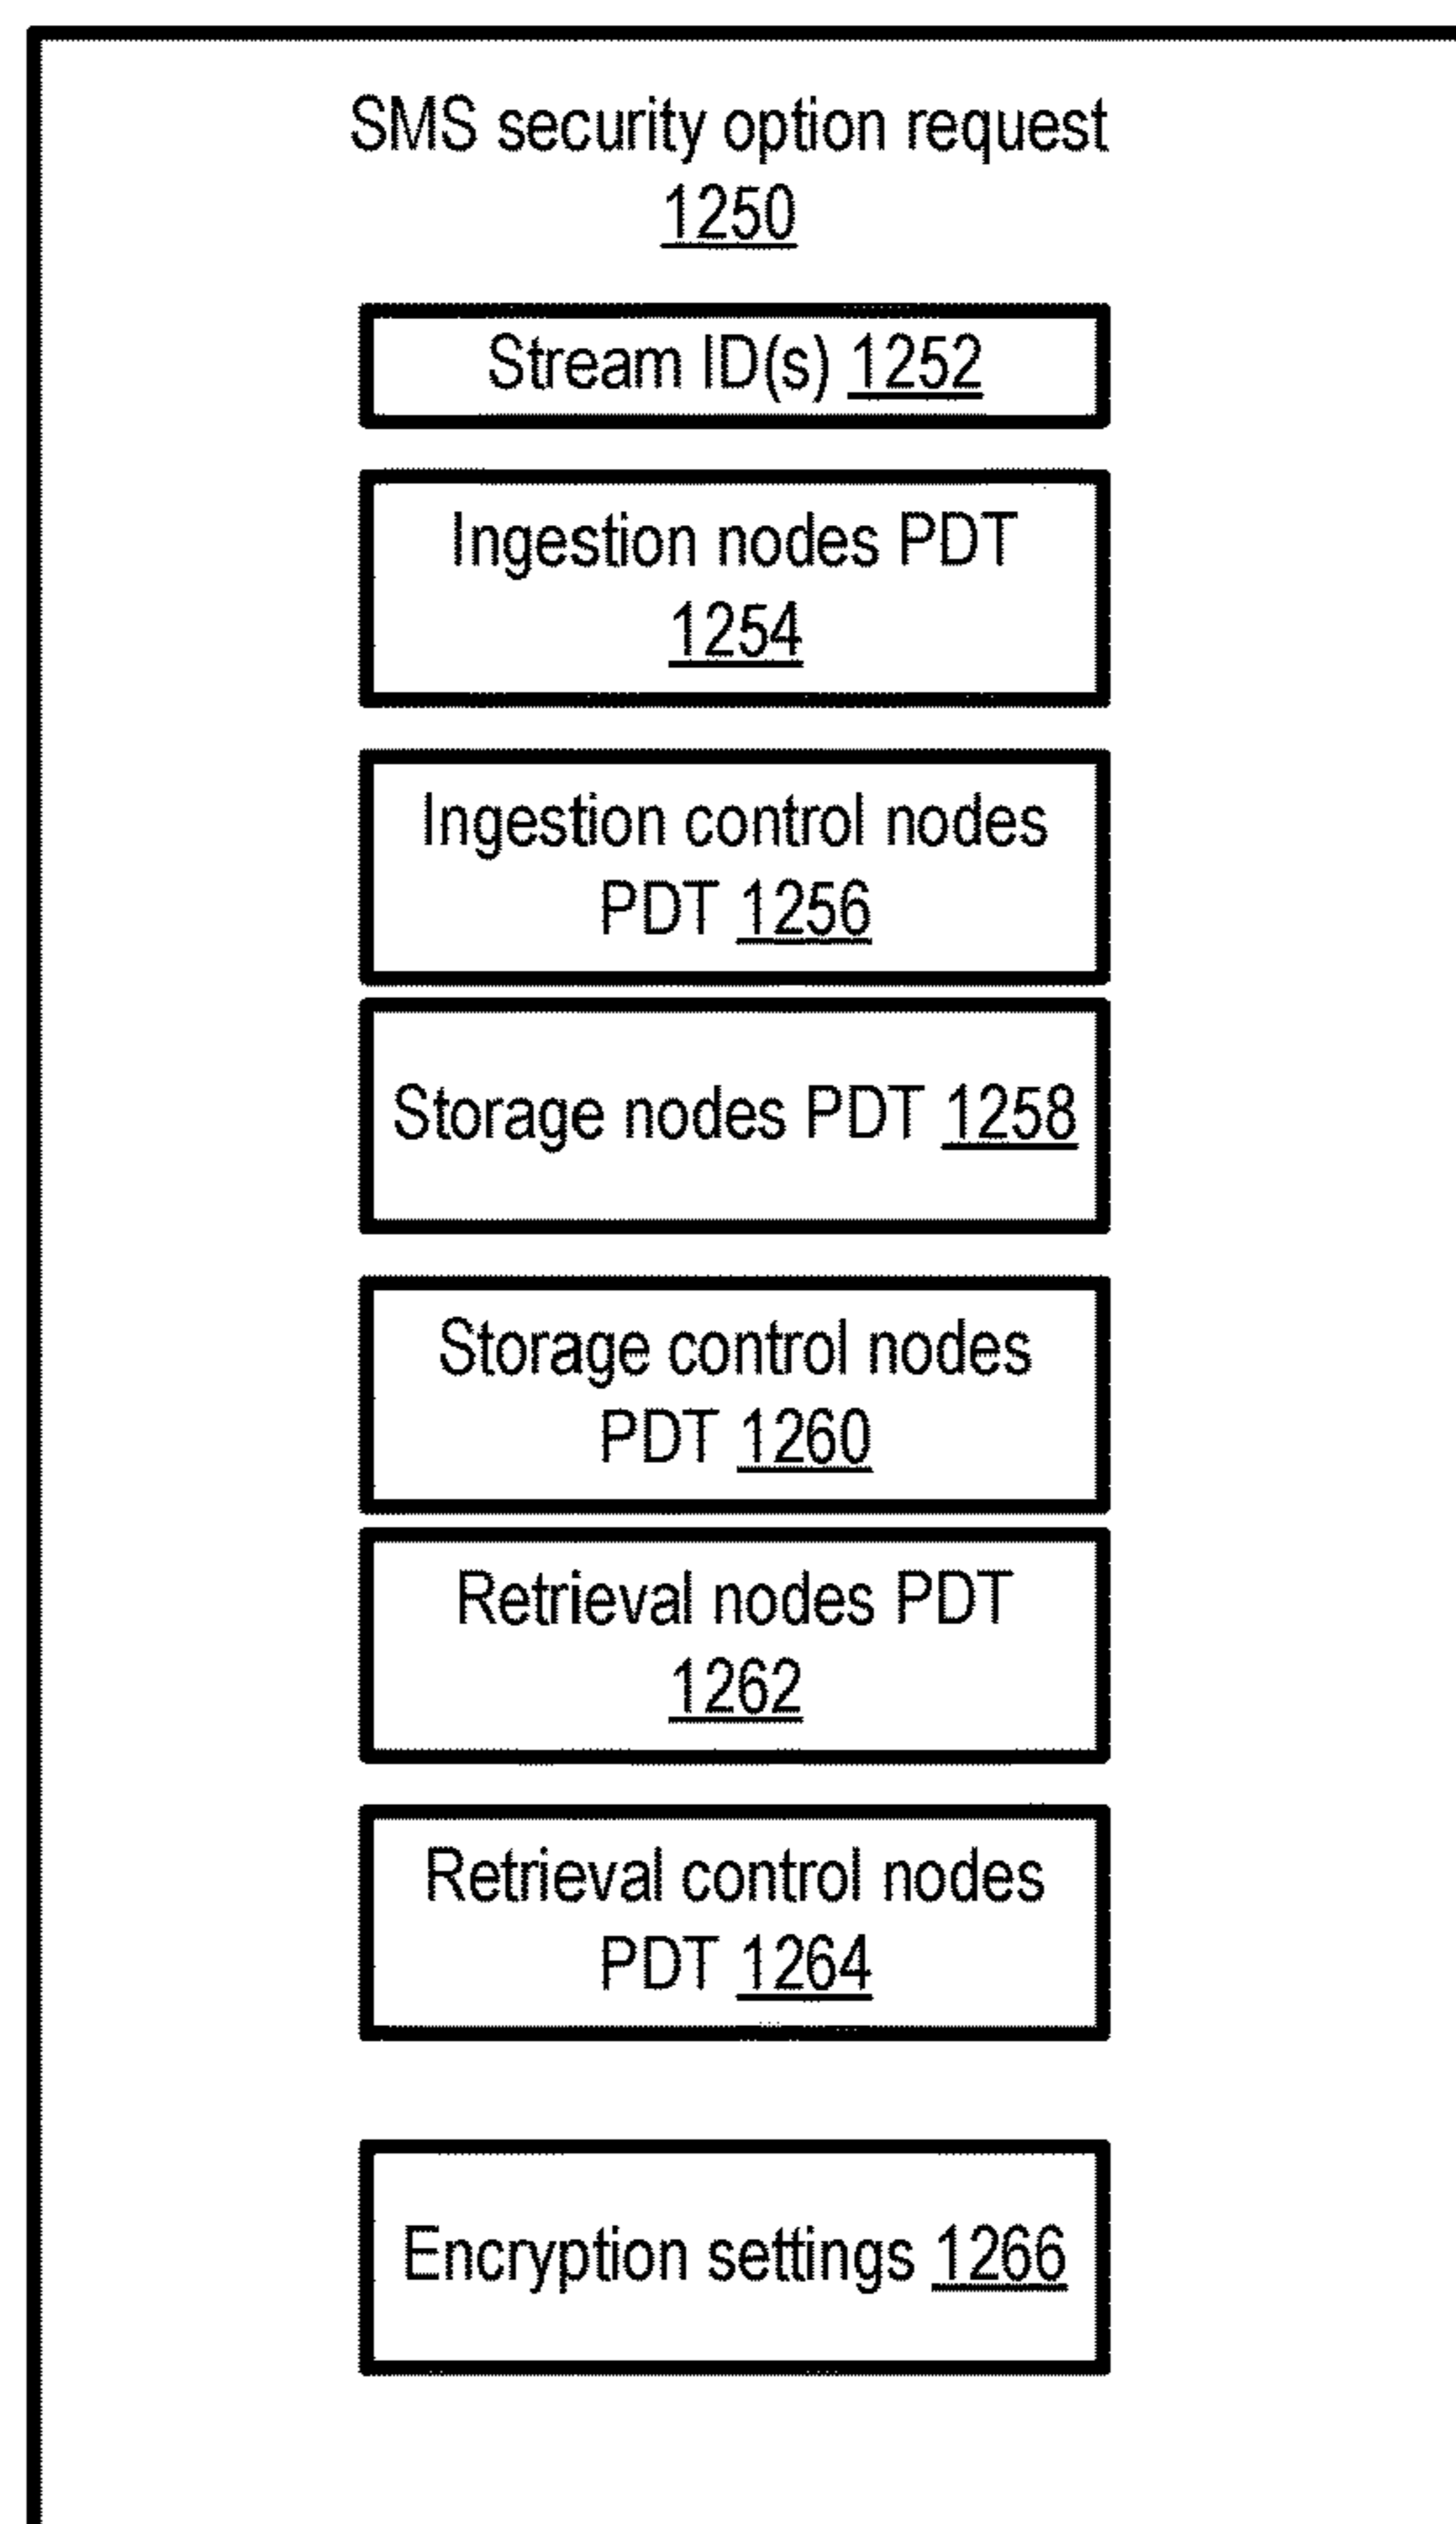 SMS security option request
1250
Stream ID(s) 1252
Ingestion nodes PDT
1254
Ingestion control nodes
PDT 1256
Storage nodes PDT 1258
Storage control nodes
PDT 1260
Retrieval nodes PDT
1262
Retrieval control nodes
PDT 1264
Encryption settings 1266